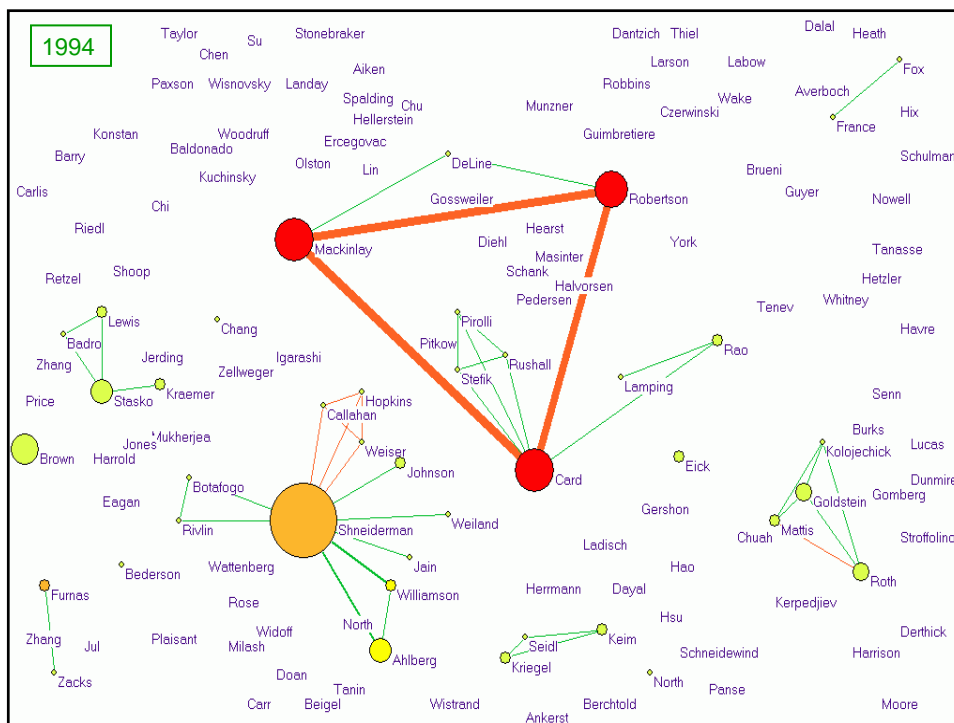 1994
Taylor
Su
Stonebraker
Dantzich
Thiel
Dalal
Heath
Chen
Aiken
Larson
Labow
Fox
Paxson
Wisnovsky
Landay
Robbins
Averboch
Spalding
Chu
Munzner
Wake
Hix
Hellerstein
Czerwinski
France
Konstan
Woodruff
Ercegovac
Guimbretiere
Barry
Baldonado
Olston
Lin
DeLine
Brueni
Schulman
Carlis
Kuchinsky
Gossweiler
Robertson
Guyer
Nowell
Chi
Riedl
Mackinlay
Diehl
Hearst
York
Masinter
Tanasse
Retzel
Shoop
Schank
Halvorsen
Hetzler
Pedersen
Tenev
Whitney
Lewis
Chang
Pirolli
Havre
Badro
Pitkow
Rao
Zhang
Jerding
Igarashi
Rushall
Zellweger
Stefik
Lamping
Price
Stasko
Kraemer
Hopkins
Senn
Callahan
Burks
Jones
Mukherjea
Weiser
Kolojechick
Lucas
Brown
Harrold
Johnson
Card
Eick
Dunmire
Botafogo
Goldstein
Gomberg
Eagan
Gershon
Rivlin
Shneiderman
Weiland
Chuah
Mattis
Stroffolino
Ladisch
Bederson
Wattenberg
Jain
Hao
Roth
Furnas
Williamson
Herrmann
Dayal
Rose
Kerpedjiev
North
Hsu
Zhang
Jul
Plaisant
Widoff
Milash
Seidl
Keim
Derthick
Ahlberg
Kriegel
Schneidewind
Harrison
Zacks
Doan
North
Tanin
Panse
Carr
Beigel
Wistrand
Berchtold
Moore
Ankerst